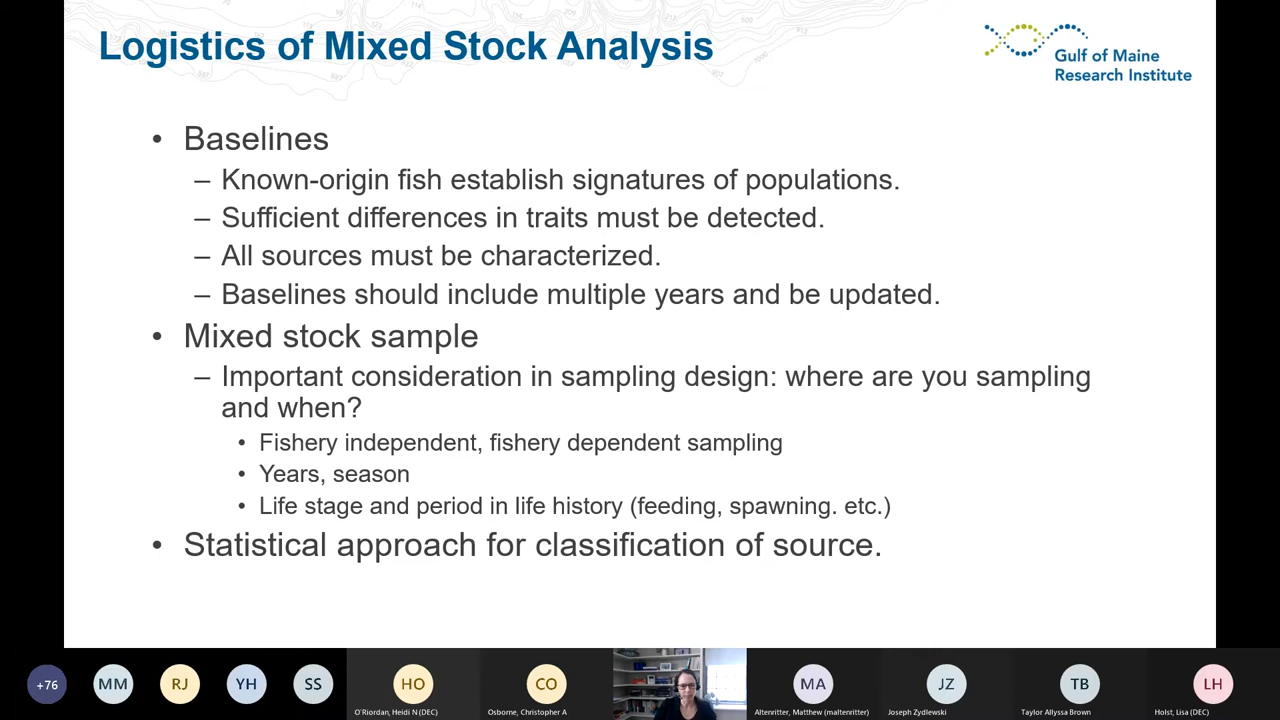 Logistics of Mixed Stock Analysis
Gulf of Maine
Research Institute
• Baselines
– Known-origin fish establish signatures of populations.
– Sufficient differences in traits must be detected.
– All sources must be characterized.
– Baselines should include multiple years and be updated.
• Mixed stock sample
– Important consideration in sampling design: where are you sampling
and when?
• Fishery independent, fishery dependent sampling
• Years, season
• Life stage and period in life history (feeding, spawning. etc.)
• Statistical approach for classification of source.
+76 MM RJ YH SS HO CO MA JZ TB LH
O'Riordan, Heidi N (DEC) Osborne, Christopher A Altenritter, Matthew (maltenritter) Joseph Zydlewski Taylor Allyssa Brown Holst, Lisa (DEC)